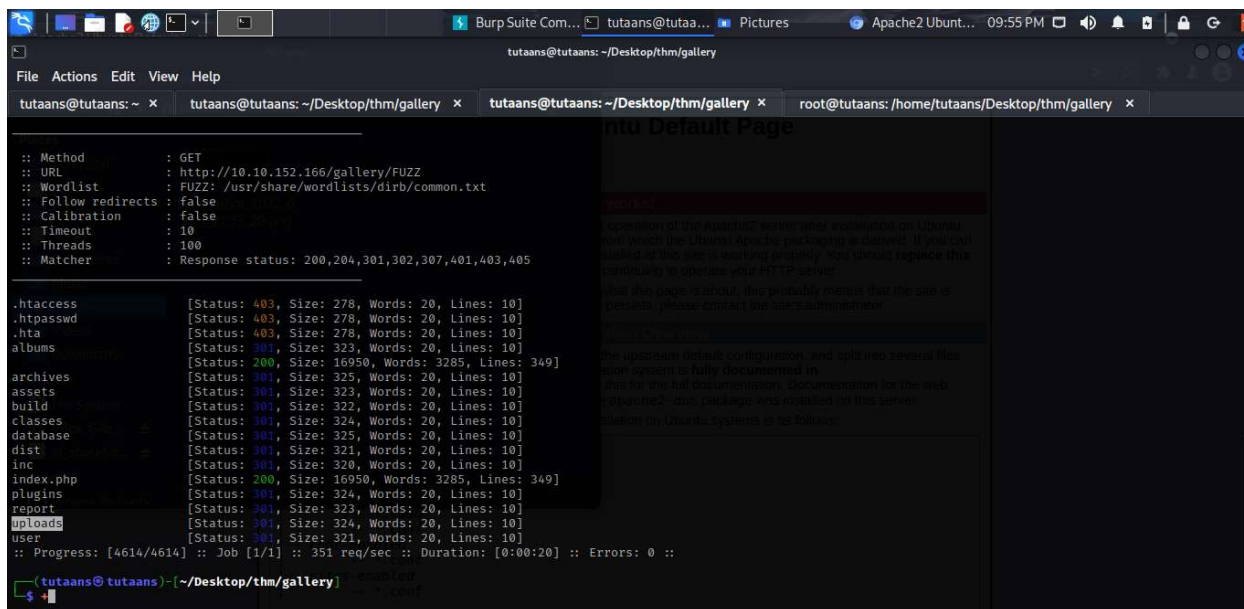 Burp Suite Com... tutaans@tutaa... Pictures Apache2 Ubunt... 09:55 PM
tutaans@tutaans: ~/Desktop/thm/gallery
File Actions Edit View Help
tutaans@tutaans: ~ × tutaans@tutaans: ~/Desktop/thm/gallery × tutaans@tutaans: ~/Desktop/thm/gallery × root@tutaans: /home/tutaans/Desktop/thm/gallery ×
ntu Default Page
:: Method : GET
:: URL : http://10.10.152.166/gallery/FUZZ
:: Wordlist : FUZZ: /usr/share/wordlists/dirb/common.txt
:: Follow redirects : false
:: Calibration : false
:: Timeout : 10
:: Threads : 100
:: Matcher : Response status: 200,204,301,302,307,401,403,405
.htaccess [Status: 403, Size: 278, Words: 20, Lines: 10]
.htpasswd [Status: 403, Size: 278, Words: 20, Lines: 10]
.hta [Status: 403, Size: 278, Words: 20, Lines: 10]
albums [Status: 301, Size: 323, Words: 20, Lines: 10]
[Status: 200, Size: 16950, Words: 3285, Lines: 349]
archives [Status: 301, Size: 325, Words: 20, Lines: 10]
assets [Status: 301, Size: 323, Words: 20, Lines: 10]
build [Status: 301, Size: 322, Words: 20, Lines: 10]
classes [Status: 301, Size: 324, Words: 20, Lines: 10]
database [Status: 301, Size: 325, Words: 20, Lines: 10]
dist [Status: 301, Size: 321, Words: 20, Lines: 10]
inc [Status: 301, Size: 320, Words: 20, Lines: 10]
index.php [Status: 200, Size: 16950, Words: 3285, Lines: 349]
plugins [Status: 301, Size: 324, Words: 20, Lines: 10]
report [Status: 301, Size: 323, Words: 20, Lines: 10]
uploads [Status: 301, Size: 324, Words: 20, Lines: 10]
user [Status: 301, Size: 321, Words: 20, Lines: 10]
:: Progress: [4614/4614] :: Job [1/1] :: 351 req/sec :: Duration: [0:00:20] :: Errors: 0 ::
(tutaans㉿tutaans)-[~/Desktop/thm/gallery]
$ +